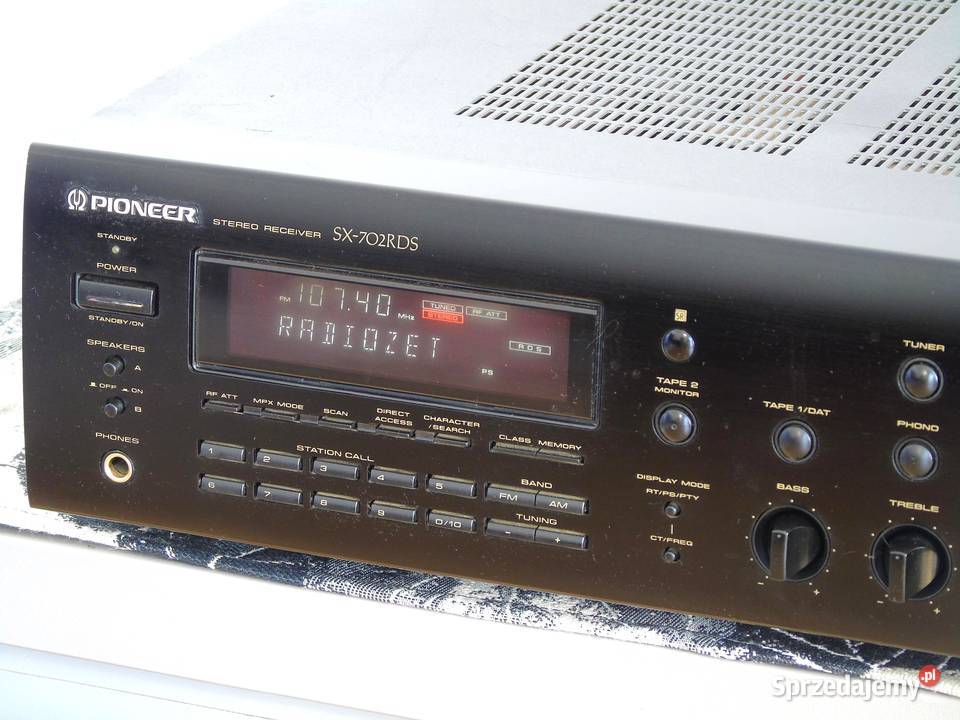 PIONEER
STEREO RECEIVER SX-702RDS
STANDBY
POWER
STANDBY/ON
SPEAKERS
A
OFF ON
B
PHONES
FM 107.40 MHz
TUNED RF ATT
STEREO
RADIOZET
RDS
PS
RF ATT MPX MODE SCAN DIRECT ACCESS CHARACTER /SEARCH CLASS MEMORY
STATION CALL
1 2 3 4 5
6 7 8 9 0/10
BAND
FM AM
TUNING
- +
SR
TAPE 2
MONITOR
DISPLAY MODE
RT/PS/PTY
CT/FREQ
TAPE 1/DAT
BASS
- +
TUNER
PHONO
TREBLE
- +
Sprzedajemy.pl